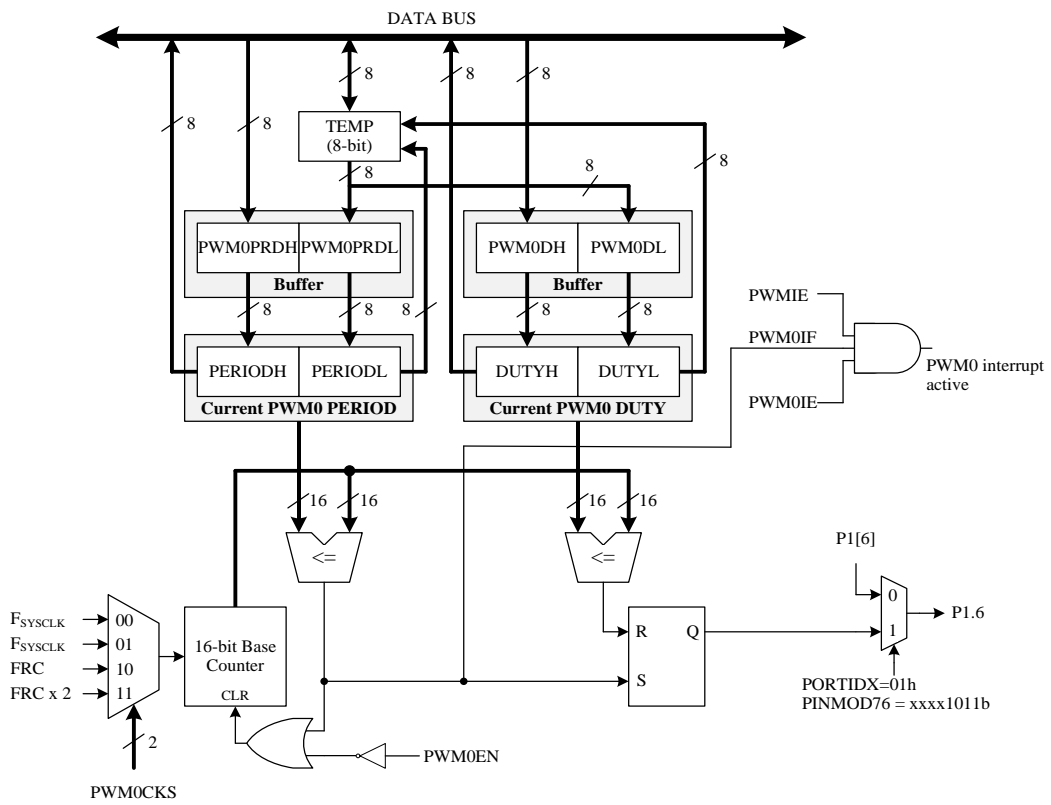 DATA BUS
8
8
8
8
8
TEMP
(8-bit)
8
8
8
PWM0PRDH
PWM0PRDL
Buffer
PWM0DH
PWM0DL
Buffer
8
8
8
8
8
PERIODH
PERIODL
Current PWM0 PERIOD
DUTYH
DUTYL
Current PWM0 DUTY
PWMIE
PWM0IF
PWM0IE
PWM0 interrupt
active
16
16
16
16
<=
<=
P1[6]
0
1
P1.6
PORTIDX=01h
PINMOD76 = xxxx1011b
FSYSCLK
FSYSCLK
FRC
FRC x 2
00
01
10
11
16-bit Base
Counter
CLR
R
Q
S
2
PWM0CKS
PWM0EN